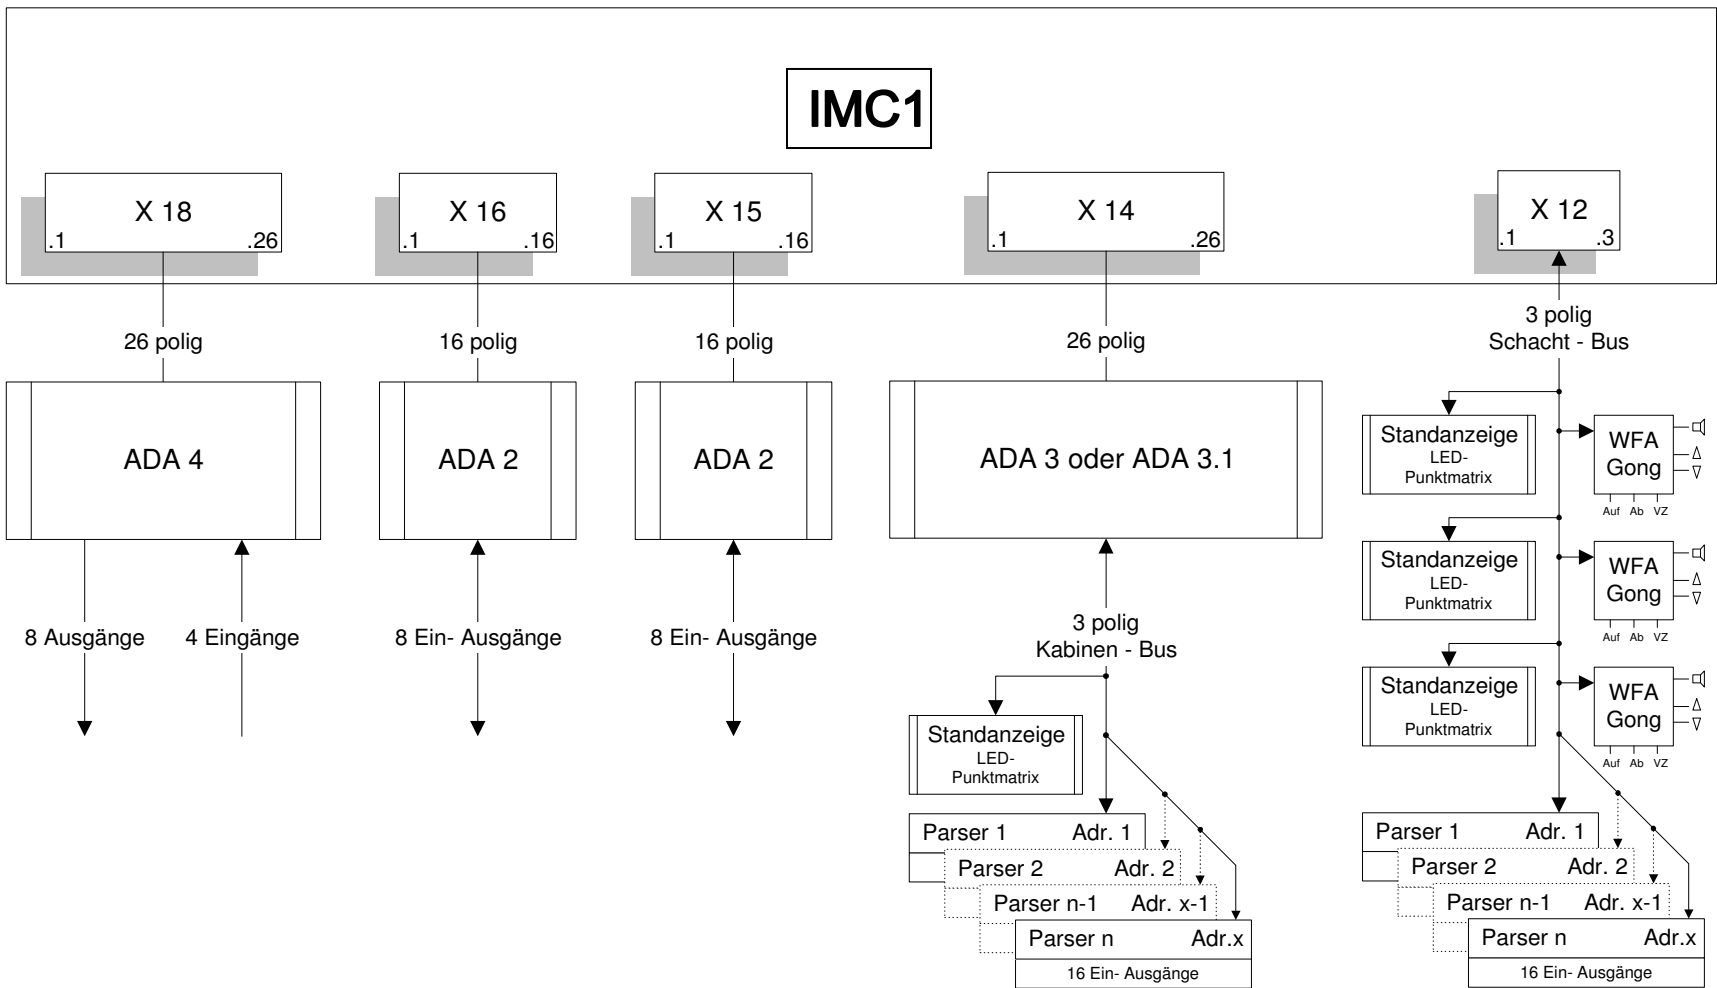 IMC1
X 18
.1 .26
X 16
.1 .16
X 15
.1 .16
X 14
.1 .26
X 12
.1 .3
26 polig
16 polig
16 polig
26 polig
3 polig
Schacht - Bus
ADA 4
ADA 2
ADA 2
ADA 3 oder ADA 3.1
8 Ausgänge
4 Eingänge
8 Ein- Ausgänge
8 Ein- Ausgänge
3 polig
Kabinen - Bus
Standanzeige
LED-
Punktmatrix
Parser 1 Adr. 1
Parser 2 Adr. 2
Parser n-1 Adr. x-1
Parser n Adr.x
16 Ein- Ausgänge
Standanzeige
LED-
Punktmatrix
WFA
Gong
Auf Ab VZ
Standanzeige
LED-
Punktmatrix
WFA
Gong
Auf Ab VZ
Standanzeige
LED-
Punktmatrix
WFA
Gong
Auf Ab VZ
Parser 1 Adr. 1
Parser 2 Adr. 2
Parser n-1 Adr. x-1
Parser n Adr.x
16 Ein- Ausgänge